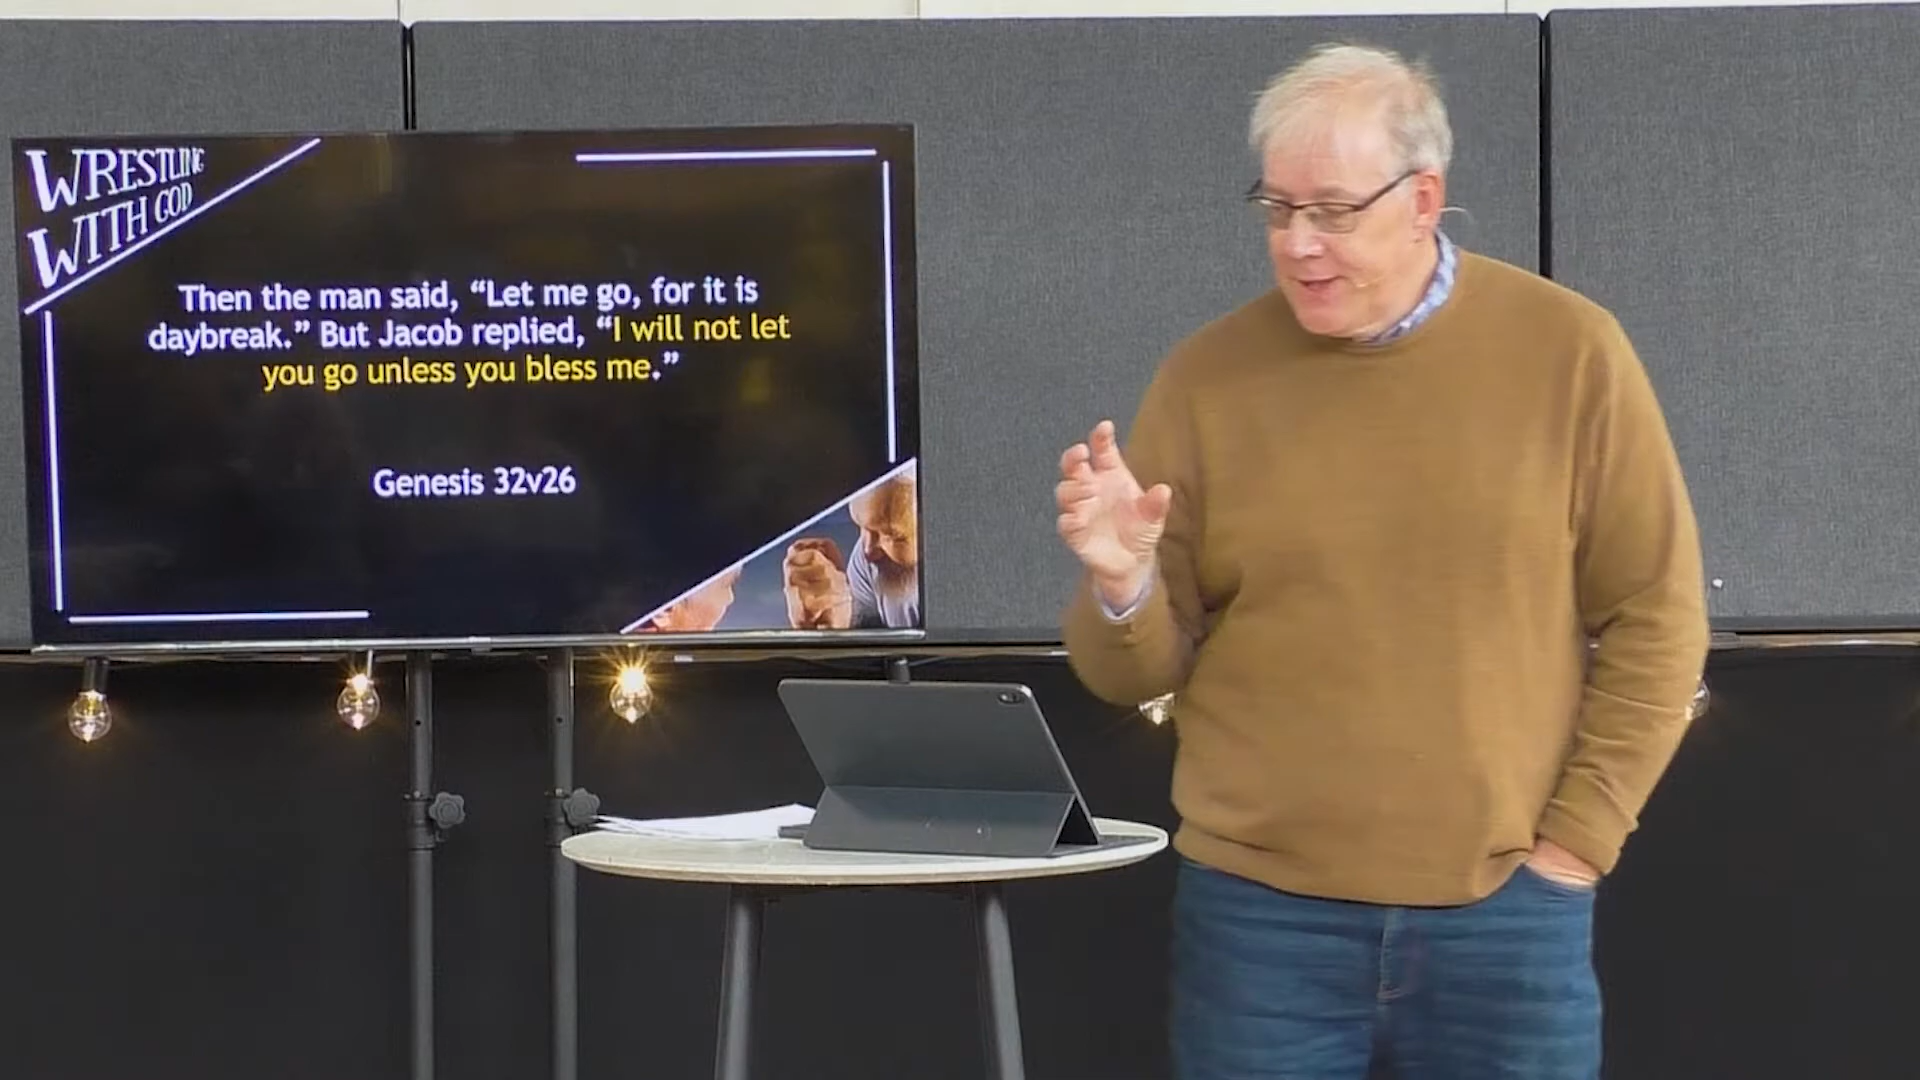 WRESTLING
WITH GOD
Then the man said, “Let me go, for it is
daybreak.” But Jacob replied, “I will not let
you go unless you bless me.”
Genesis 32v26